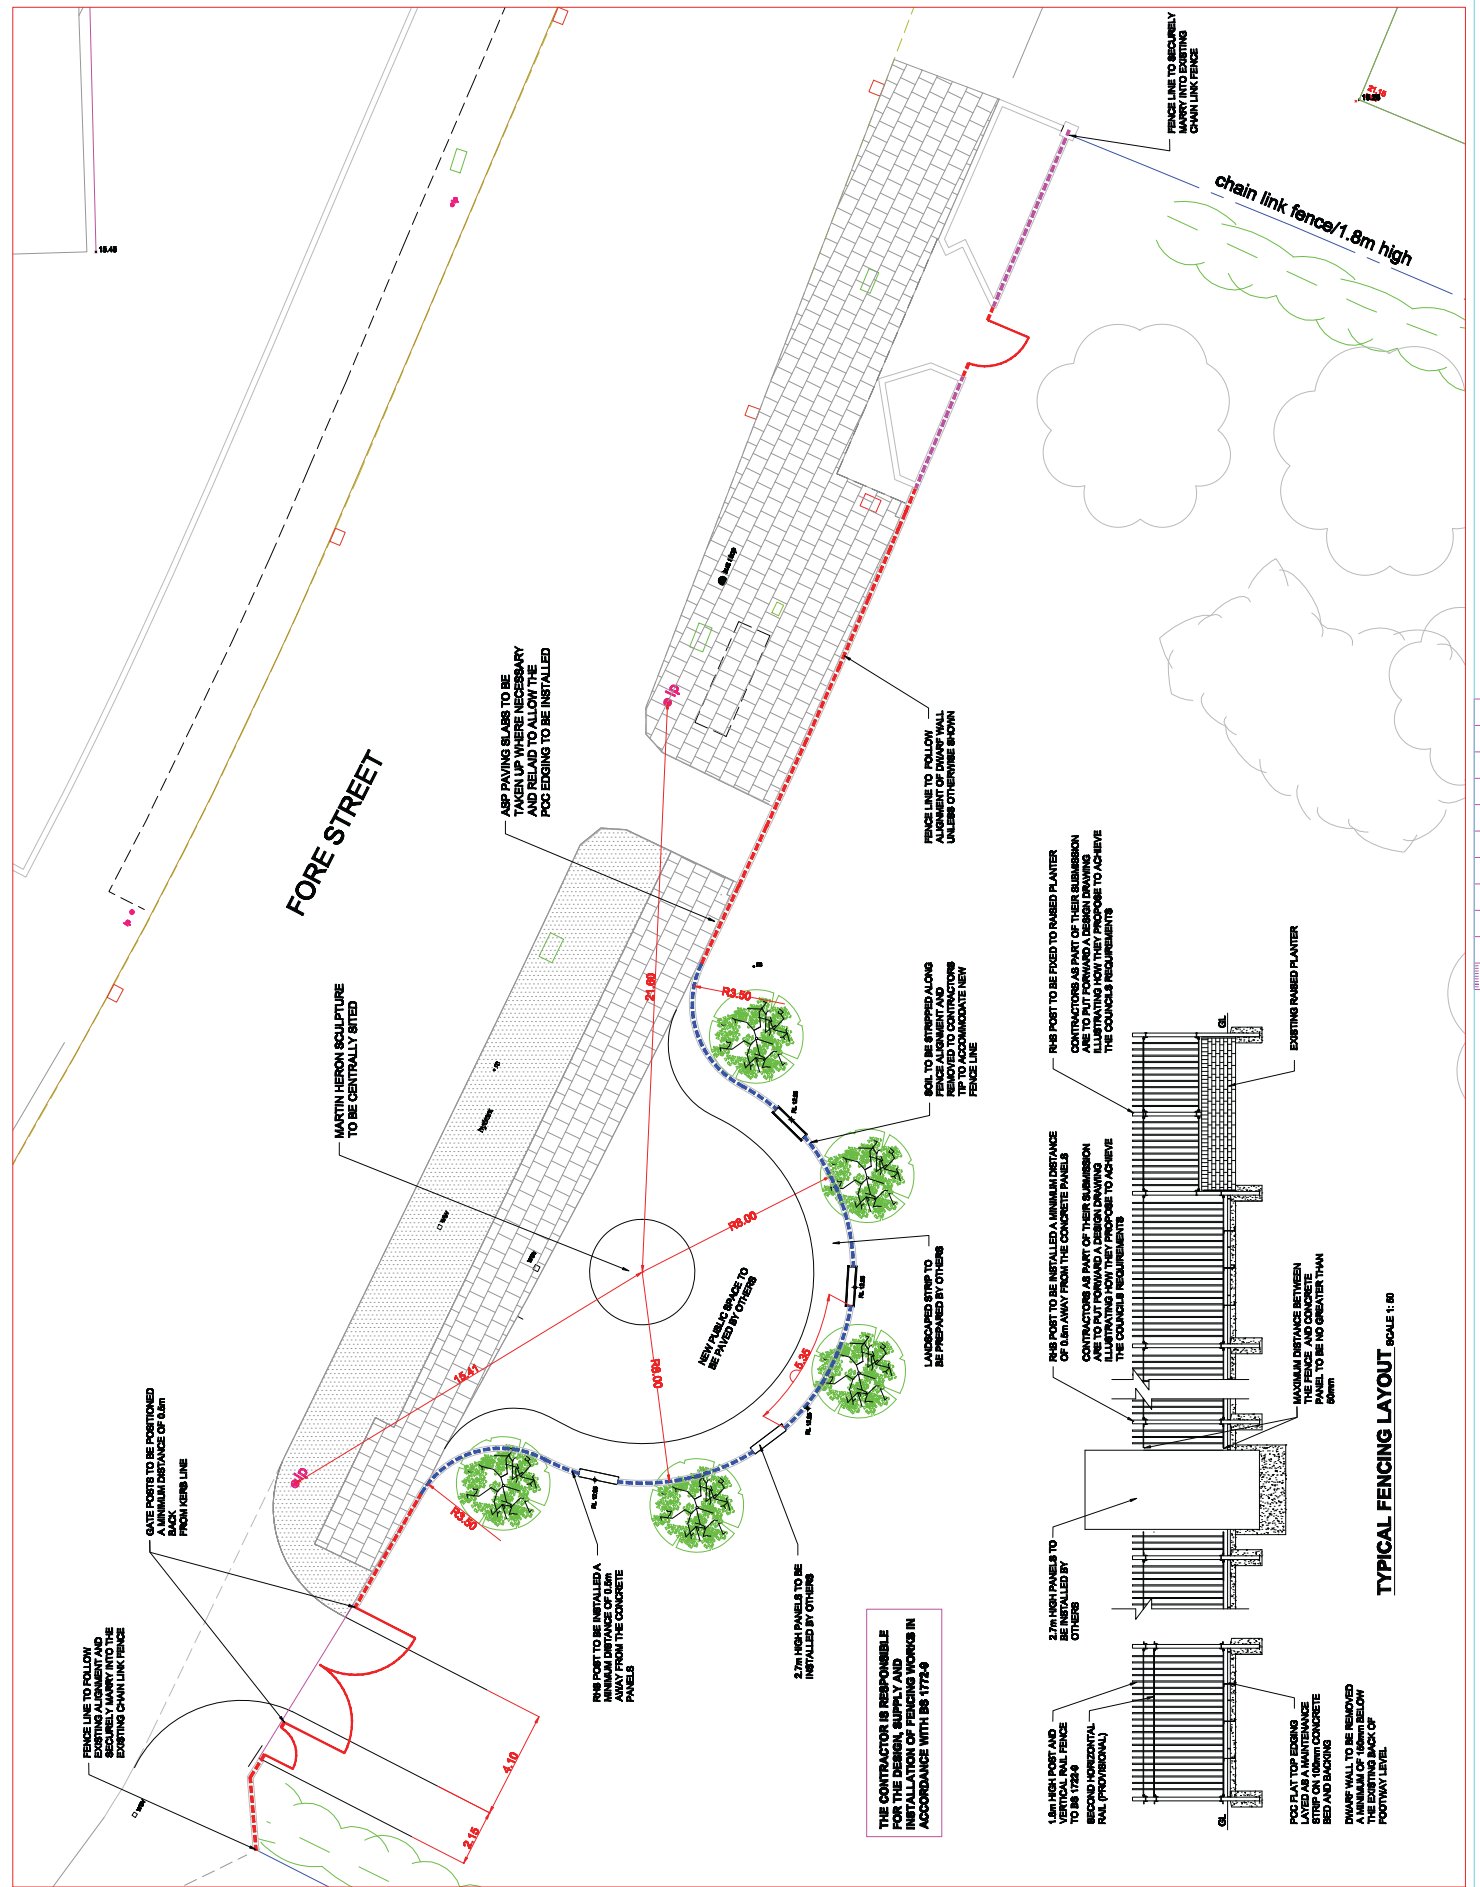 FORE STREET
FENCE LINE TO FOLLOW
EXISTING ALIGNMENT AND
SECURELY MARRY INTO THE
EXISTING CHAIN LINK FENCE
GATE POSTS TO BE POSITIONED
A MINIMUM DISTANCE OF 0.5m
BACK
FROM KERB LINE
MARTIN HERON SCULPTURE
TO BE CENTRALLY SITED
ASP PAVING SLABS TO BE
TAKEN UP WHERE NECESSARY
AND RELAID TO ALLOW THE
PCC EDGING TO BE INSTALLED
FENCE LINE TO SECURELY
MARRY INTO EXISTING
CHAIN LINK FENCE
chain link fence/1.8m high
21.15
15.45
bus stop
e lp
e lp
hydrant
21.60
15.41
R8.00
R8.00
R3.50
R3.50
5.35
4.10
2.15
NEW PUBLIC SPACE TO
BE PAVED BY OTHERS
FENCE LINE TO FOLLOW
ALIGNMENT OF DWARF WALL
UNLESS OTHERWISE SHOWN
SOIL TO BE STRIPPED ALONG
FENCE ALIGNMENT AND
REMOVED TO CONTRACTORS
TIP TO ACCOMMODATE NEW
FENCE LINE
LANDSCAPED STRIP TO
BE PREPARED BY OTHERS
RHS POST TO BE INSTALLED A
MINIMUM DISTANCE OF 0.5m
AWAY FROM THE CONCRETE
PANELS
2.7m HIGH PANELS TO BE
INSTALLED BY OTHERS
THE CONTRACTOR IS RESPONSIBLE
FOR THE DESIGN, SUPPLY AND
INSTALLATION OF FENCING WORKS IN
ACCORDANCE WITH BS 1772-9
1.8m HIGH POST AND
VERTICAL RAIL FENCE
TO BS 1722-9
SECOND HORIZONTAL
RAIL (PROVISIONAL)
2.7m HIGH PANELS TO
BE INSTALLED BY
OTHERS
RHS POST TO BE INSTALLED A MINIMUM DISTANCE
OF 0.5m AWAY FROM THE CONCRETE PANELS
CONTRACTORS AS PART OF THEIR SUBMISSION
ARE TO PUT FORWARD A DESIGN DRAWING
ILLUSTRATING HOW THEY PROPOSE TO ACHIEVE
THE COUNCILS REQUIREMENTS
RHS POST TO BE FIXED TO RAISED PLANTER
CONTRACTORS AS PART OF THEIR SUBMISSION
ARE TO PUT FORWARD A DESIGN DRAWING
ILLUSTRATING HOW THEY PROPOSE TO ACHIEVE
THE COUNCILS REQUIREMENTS
GL
GL
PCC FLAT TOP EDGING
LAYED AS A MAINTENANCE
STRIP ON 100mm CONCRETE
BED AND BACKING
DWARF WALL TO BE REMOVED
A MINIMUM OF 150mm BELOW
THE EXISTING BACK OF
FOOTWAY LEVEL
MAXIMUM DISTANCE BETWEEN
THE FENCE AND CONCRETE
PANEL TO BE NO GREATER THAN
50mm
EXISTING RAISED PLANTER
TYPICAL FENCING LAYOUT SCALE 1: 50